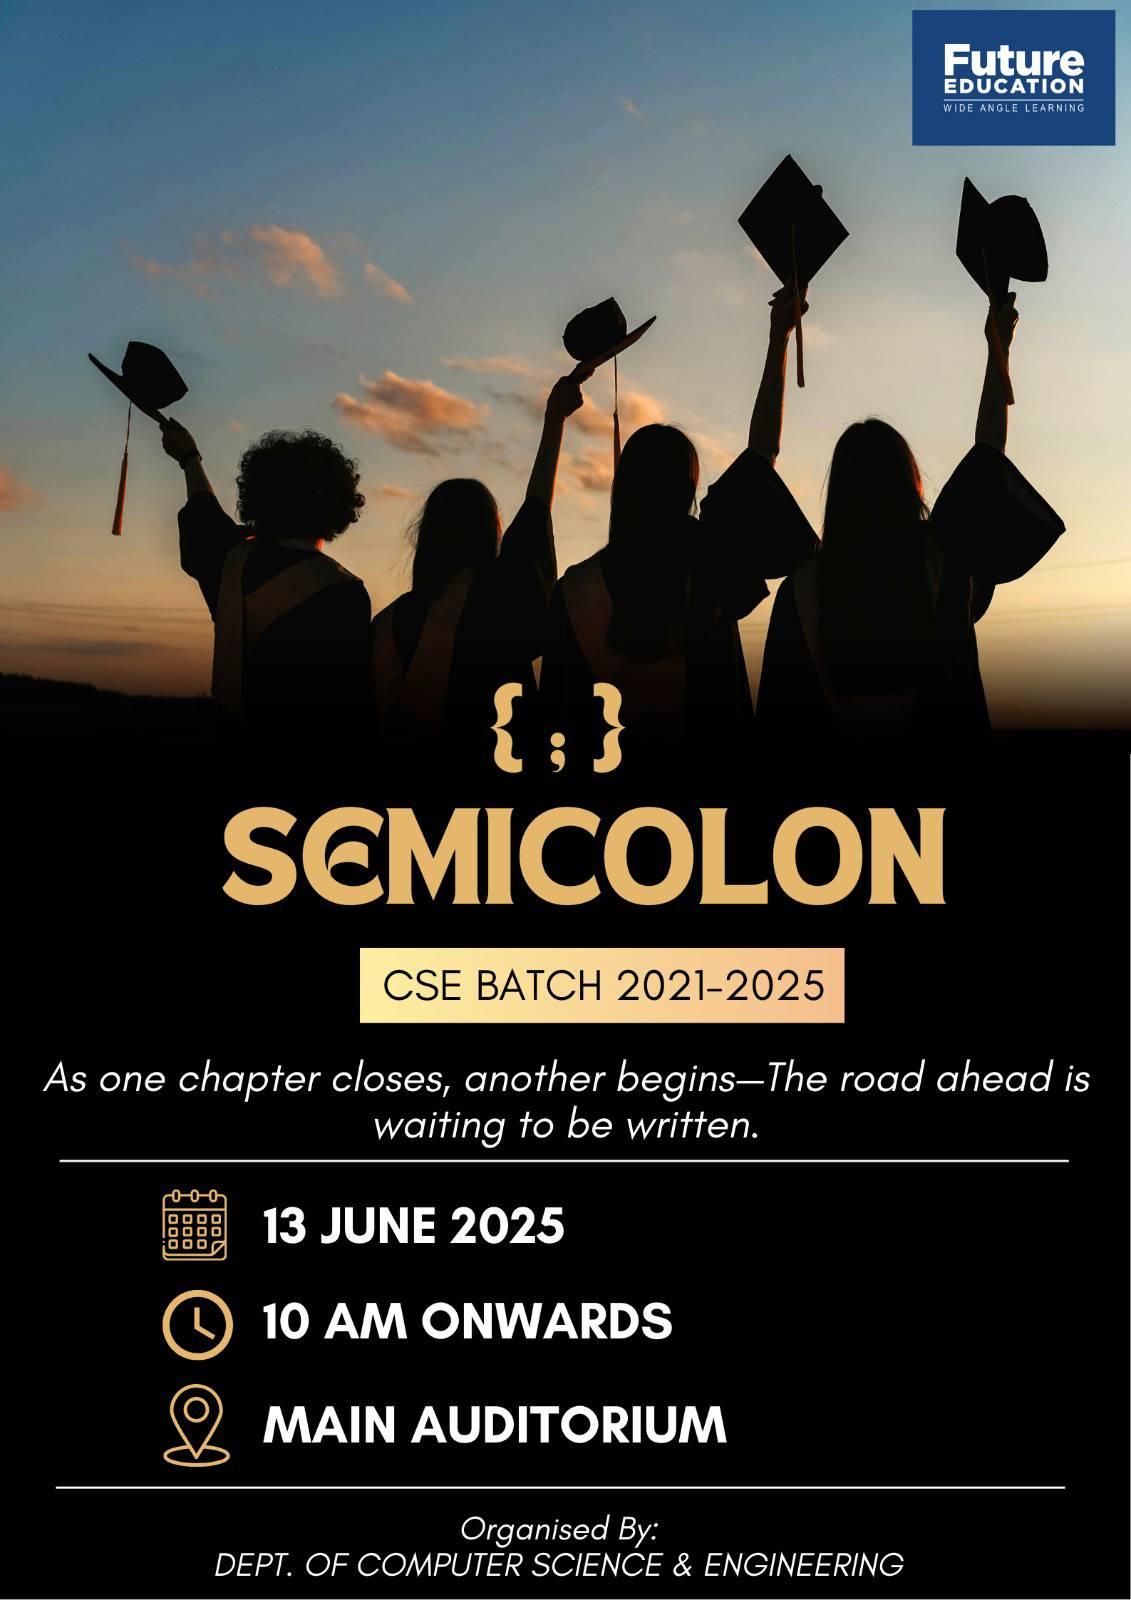 Future
EDUCATION
WIDE ANGLE LEARNING
{ ; }
SEMICOLON
CSE BATCH 2021-2025
As one chapter closes, another begins—The road ahead is
waiting to be written.
13 JUNE 2025
10 AM ONWARDS
MAIN AUDITORIUM
Organised By:
DEPT. OF COMPUTER SCIENCE & ENGINEERING